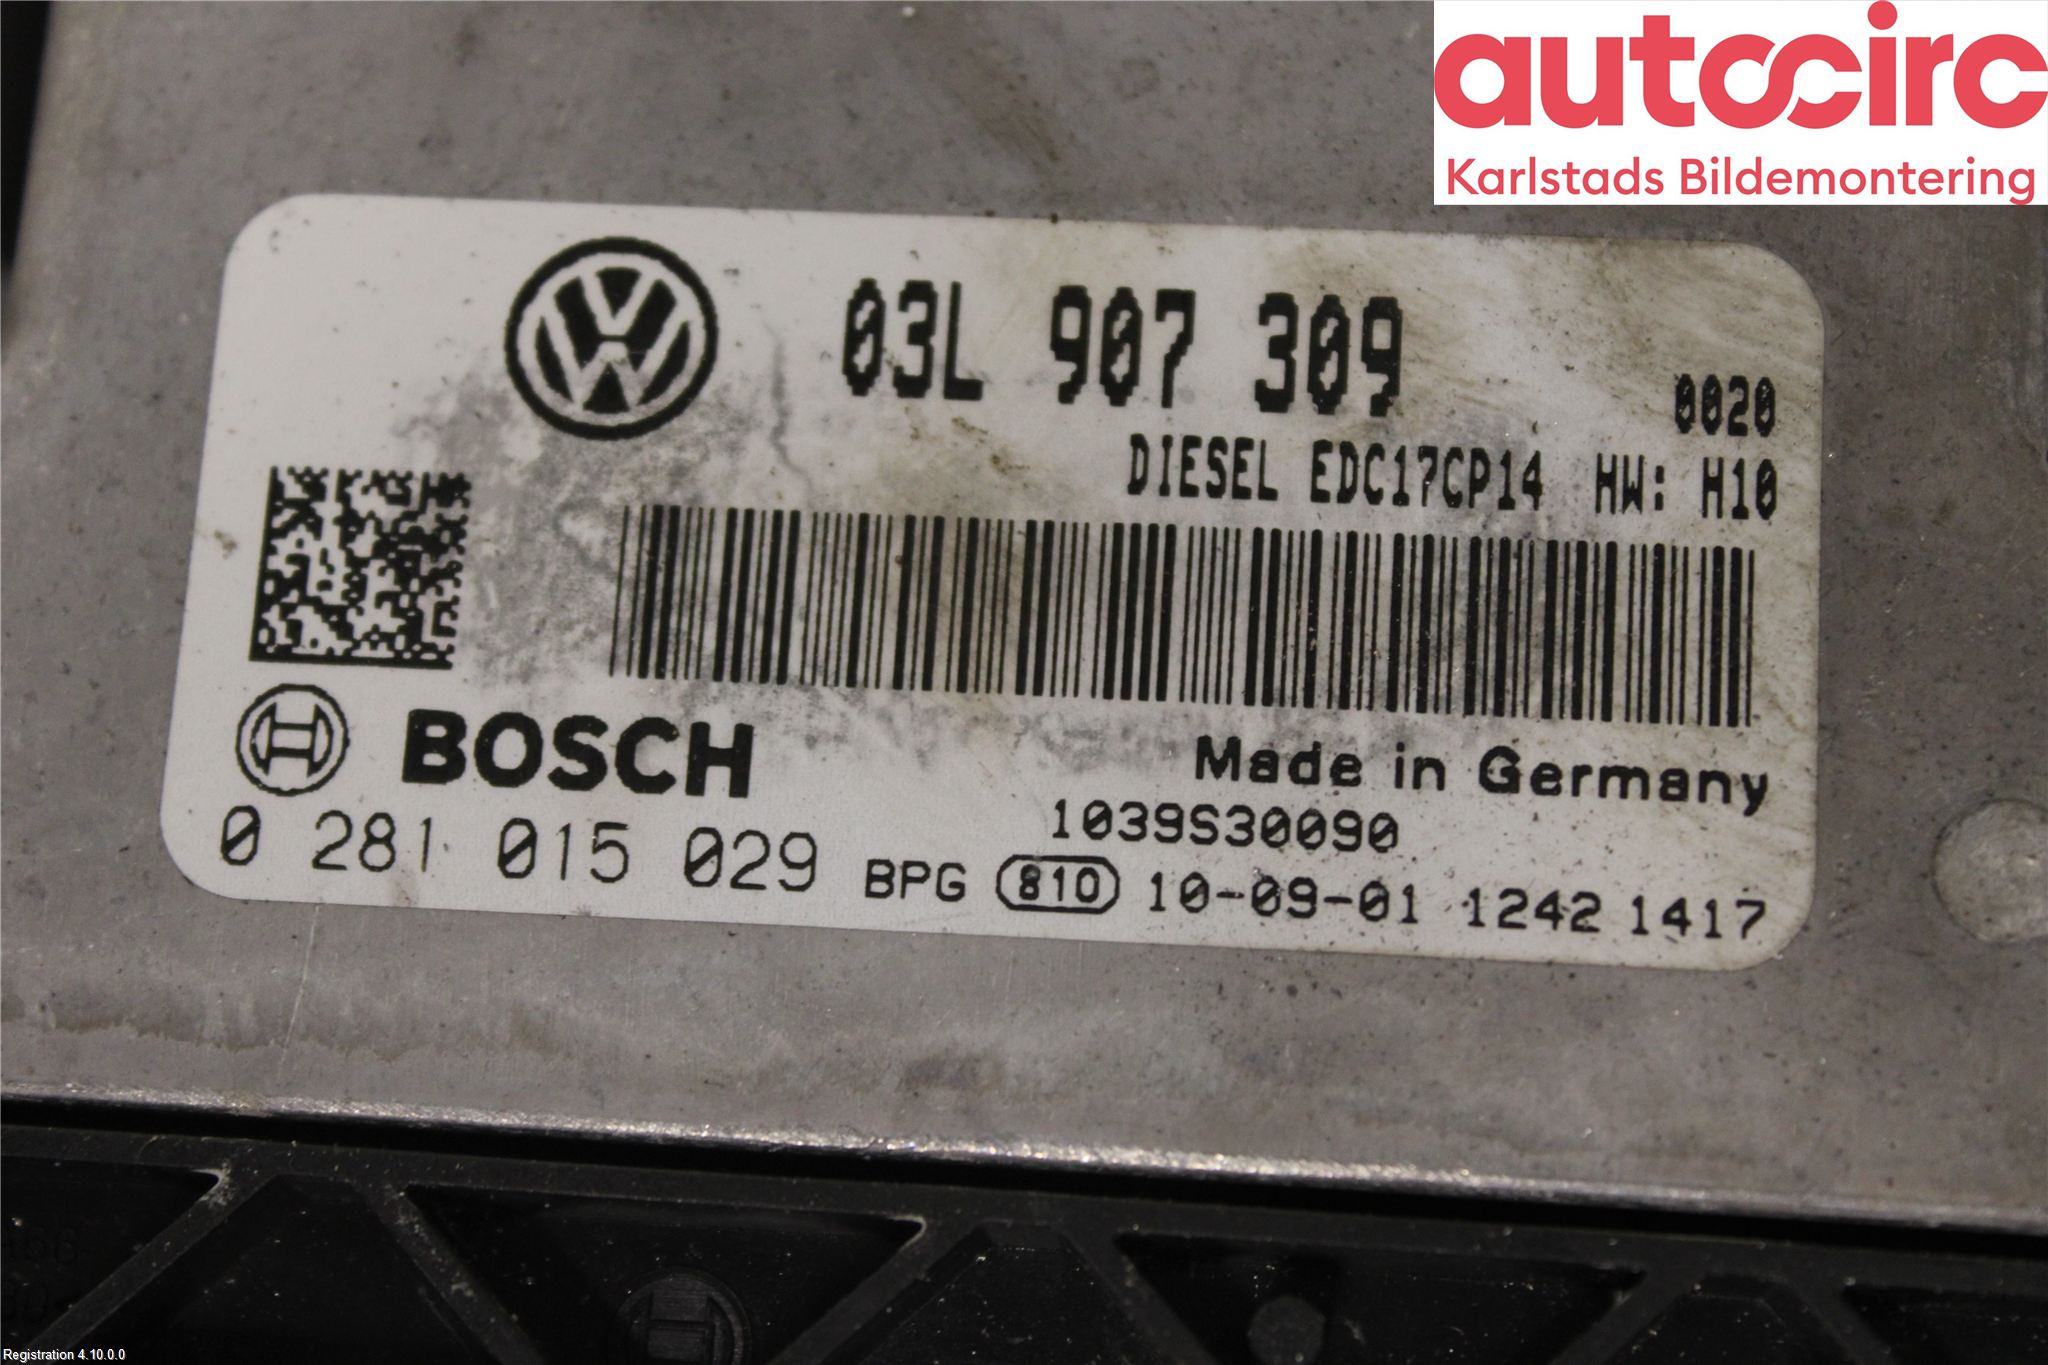 autocirc
Karlstads Bildemontering
03L 907 309
0020
DIESEL EDC17CP14 HW: H10
BOSCH
Made in Germany
1039S30090
0 281 015 029 BPG 810 10-09-01 1242 1417
Registration 4.10.0.0